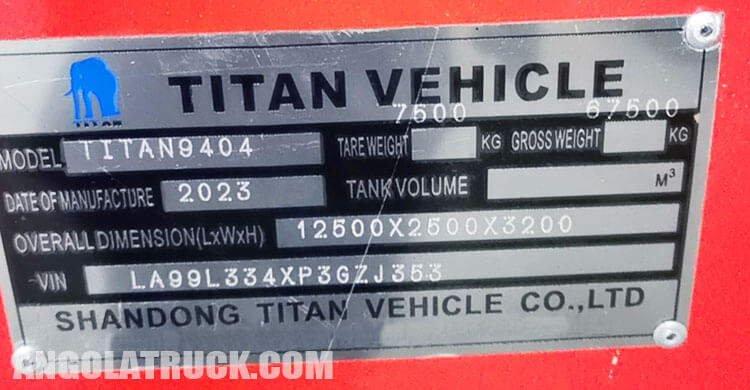 TITAN
TITAN VEHICLE
7500 67500
MODEL TITAN9404 TARE WEIGHT KG GROSS WEIGHT KG
DATE OF MANUFACTURE 2023 TANK VOLUME M³
OVERALL DIMENSION(LxWxH) 12500X2500X3200
VIN LA99L334XP3GZJ353
SHANDONG TITAN VEHICLE CO.,LTD
ANGOLATRUCK.COM